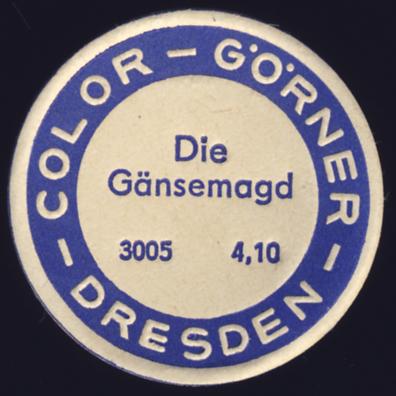 COLOR – GÖRNER – DRESDEN –
Die
Gänsemagd
3005 4,10